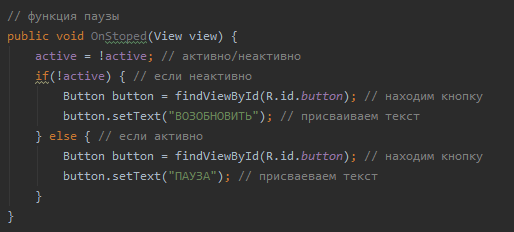 // функция паузы
public void OnStoped(View view) {
active = !active; // активно/неактивно
if(!active) { // если неактивно
Button button = findViewById(R.id.button); // находим кнопку
button.setText("ВОЗОБНОВИТЬ"); // присваиваем текст
} else { // если активно
Button button = findViewById(R.id.button); // находим кнопку
button.setText("ПАУЗА"); // присваеваем текст
}
}